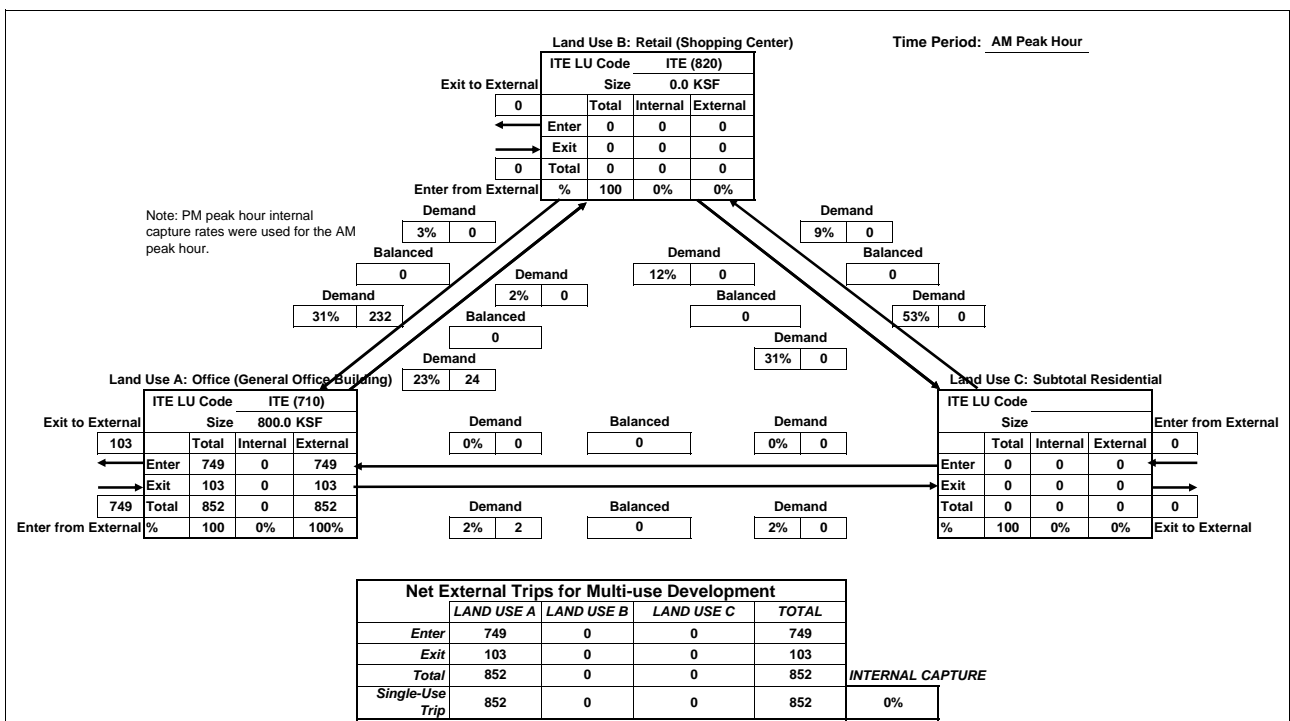 Land Use B: Retail (Shopping Center)
Time Period: AM Peak Hour
ITE LU Code ITE (820)
Exit to External Size 0.0 KSF
0 Total Internal External
Enter 0 0 0
Exit 0 0 0
0 Total 0 0 0
Enter from External % 100 0% 0%
Note: PM peak hour internal
capture rates were used for the AM
peak hour.
Demand Demand
3% 0 9% 0
Balanced Demand Demand Balanced
0 2% 0 12% 0 0
Demand Balanced Balanced Demand
31% 232 0 0 53% 0
Demand Demand
23% 24 31% 0
Land Use A: Office (General Office Building)
ITE LU Code ITE (710)
Exit to External Size 800.0 KSF
103 Total Internal External
Enter 749 0 749
Exit 103 0 103
749 Total 852 0 852
Enter from External % 100 0% 100%
Demand Balanced Demand
0% 0 0 0% 0
Demand Balanced Demand
2% 2 0 2% 0
Land Use C: Subtotal Residential
ITE LU Code
Size Enter from External
Total Internal External 0
Enter 0 0 0
Exit 0 0 0
Total 0 0 0 0
% 100 0% 0% Exit to External
Net External Trips for Multi-use Development
LAND USE A LAND USE B LAND USE C TOTAL
Enter 749 0 0 749
Exit 103 0 0 103
Total 852 0 0 852 INTERNAL CAPTURE
Single-Use
Trip 852 0 0 852 0%